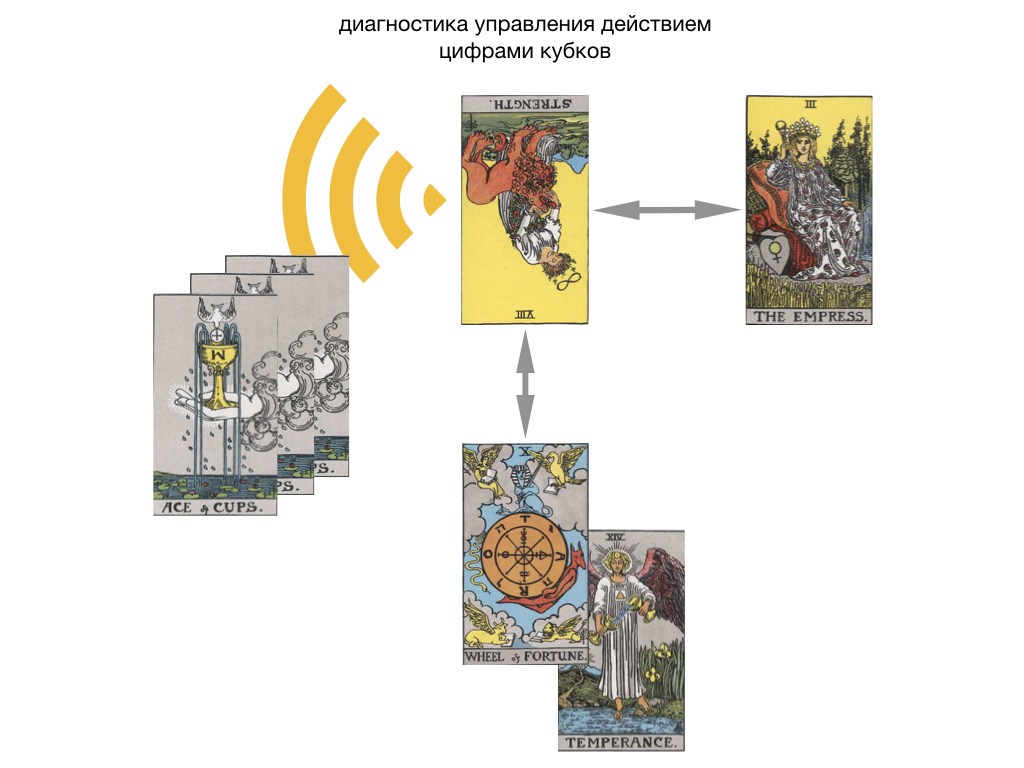 диагностика управления действием
цифрами кубков
STRENGTH.
VIII
III
THE EMPRESS.
ACE of CUPS.
PS.
PS.
X
WHEEL of FORTUNE.
XIV
TEMPERANCE.